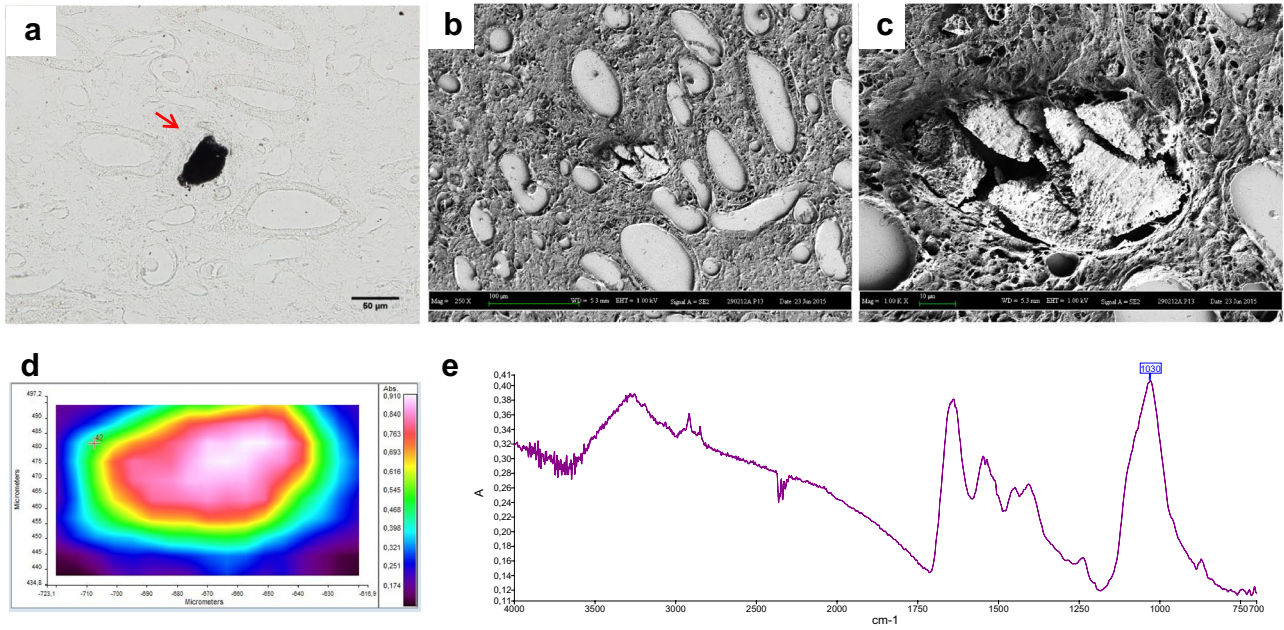 a
50 µm
b
Mag = 250 X 100 µm WD = 5.3 mm EHT = 1.00 kV Signal A = SE2 290212A P13 Date :23 Jun 2015
c
Mag = 1.00 K X 10 µm WD = 5.3 mm EHT = 1.00 kV Signal A = SE2 290212A P13 Date :23 Jun 2015
d
497,2
490
485
480
475
470
465
460
455
450
445
440
434,8
Micrometers
-723,1 -710 -700 -690 -680 -670 -660 -650 -640 -630 -616,9
Micrometers
42
Abs.
0,910
0,840
0,763
0,689
0,616
0,545
0,468
0,398
0,321
0,251
0,174
e
1030
0,41
0,40
0,38
0,36
0,34
0,32
0,30
0,28
0,26
0,24
0,22
0,20
0,18
0,16
0,14
0,12
0,11
A
4000 3500 3000 2500 2000 1750 1500 1250 1000 750 700
cm-1